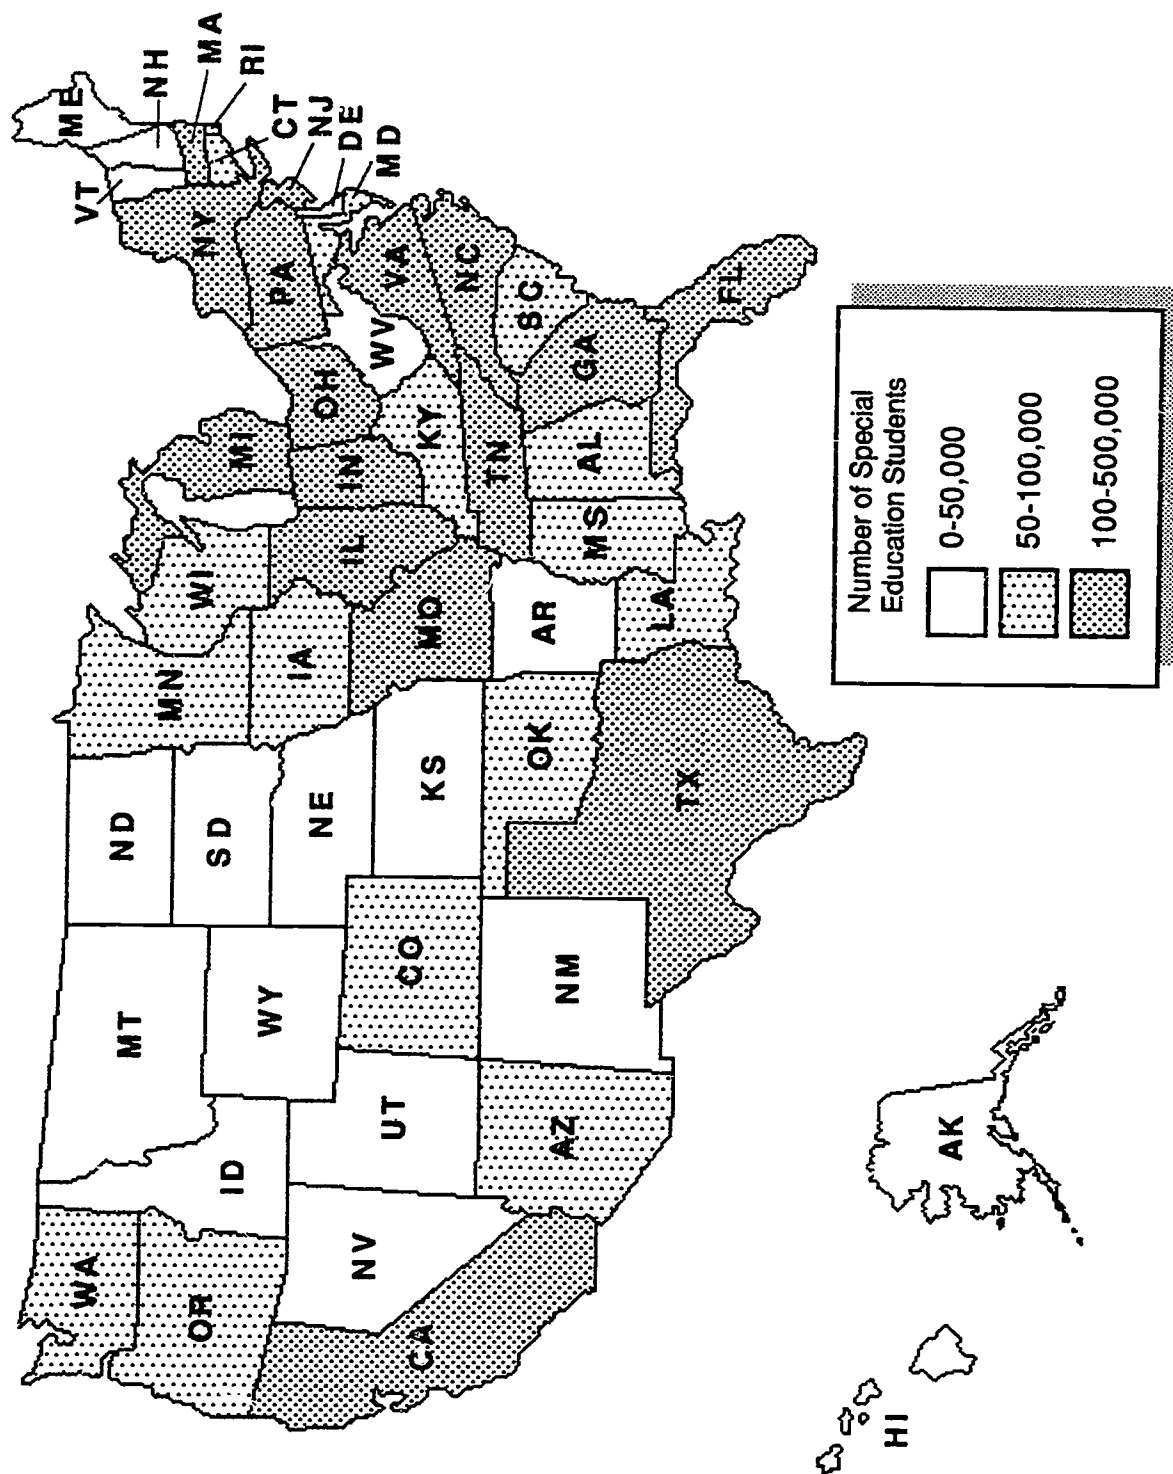 WA
OR
CA
NV
ID
MT
WY
UT
AZ
CO
NM
ND
SD
NE
KS
OK
TX
MN
IA
MO
AR
LA
WI
IL
MS
MI
IN
KY
TN
AL
OH
WV
GA
FL
SC
NC
VA
PA
NY
VT
ME
NH
MA
RI
CT
NJ
DE
MD
AK
HI
Number of Special
Education Students
0-50,000
50-100,000
100-500,000